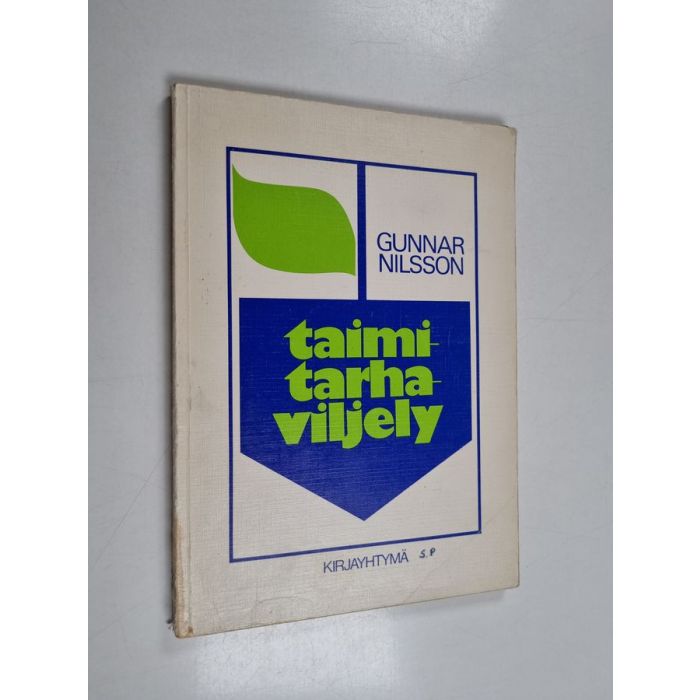 GUNNAR
NILSSON
taimi-
tarha-
viljely
KIRJAYHTYMÄ S.P